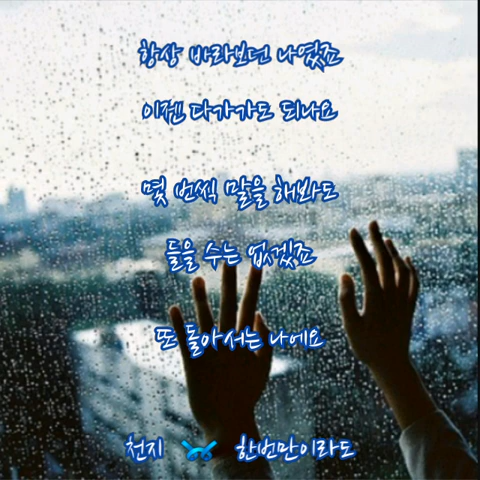 항상 바라보던 나였죠
이젠 다가가도 되나요
몇 번씩 말을 해봐도
들을 수는 없겠죠
또 돌아서는 나에요
천지 한번만이라도